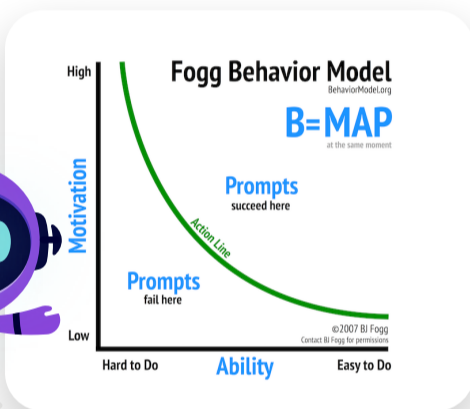 Fogg Behavior Model
BehaviorModel.org
B=MAP
at the same moment
High
Motivation
Low
Prompts
succeed here
Action Line
Prompts
fail here
©2007 BJ Fogg
Contact BJ Fogg for permissions
Hard to Do
Ability
Easy to Do